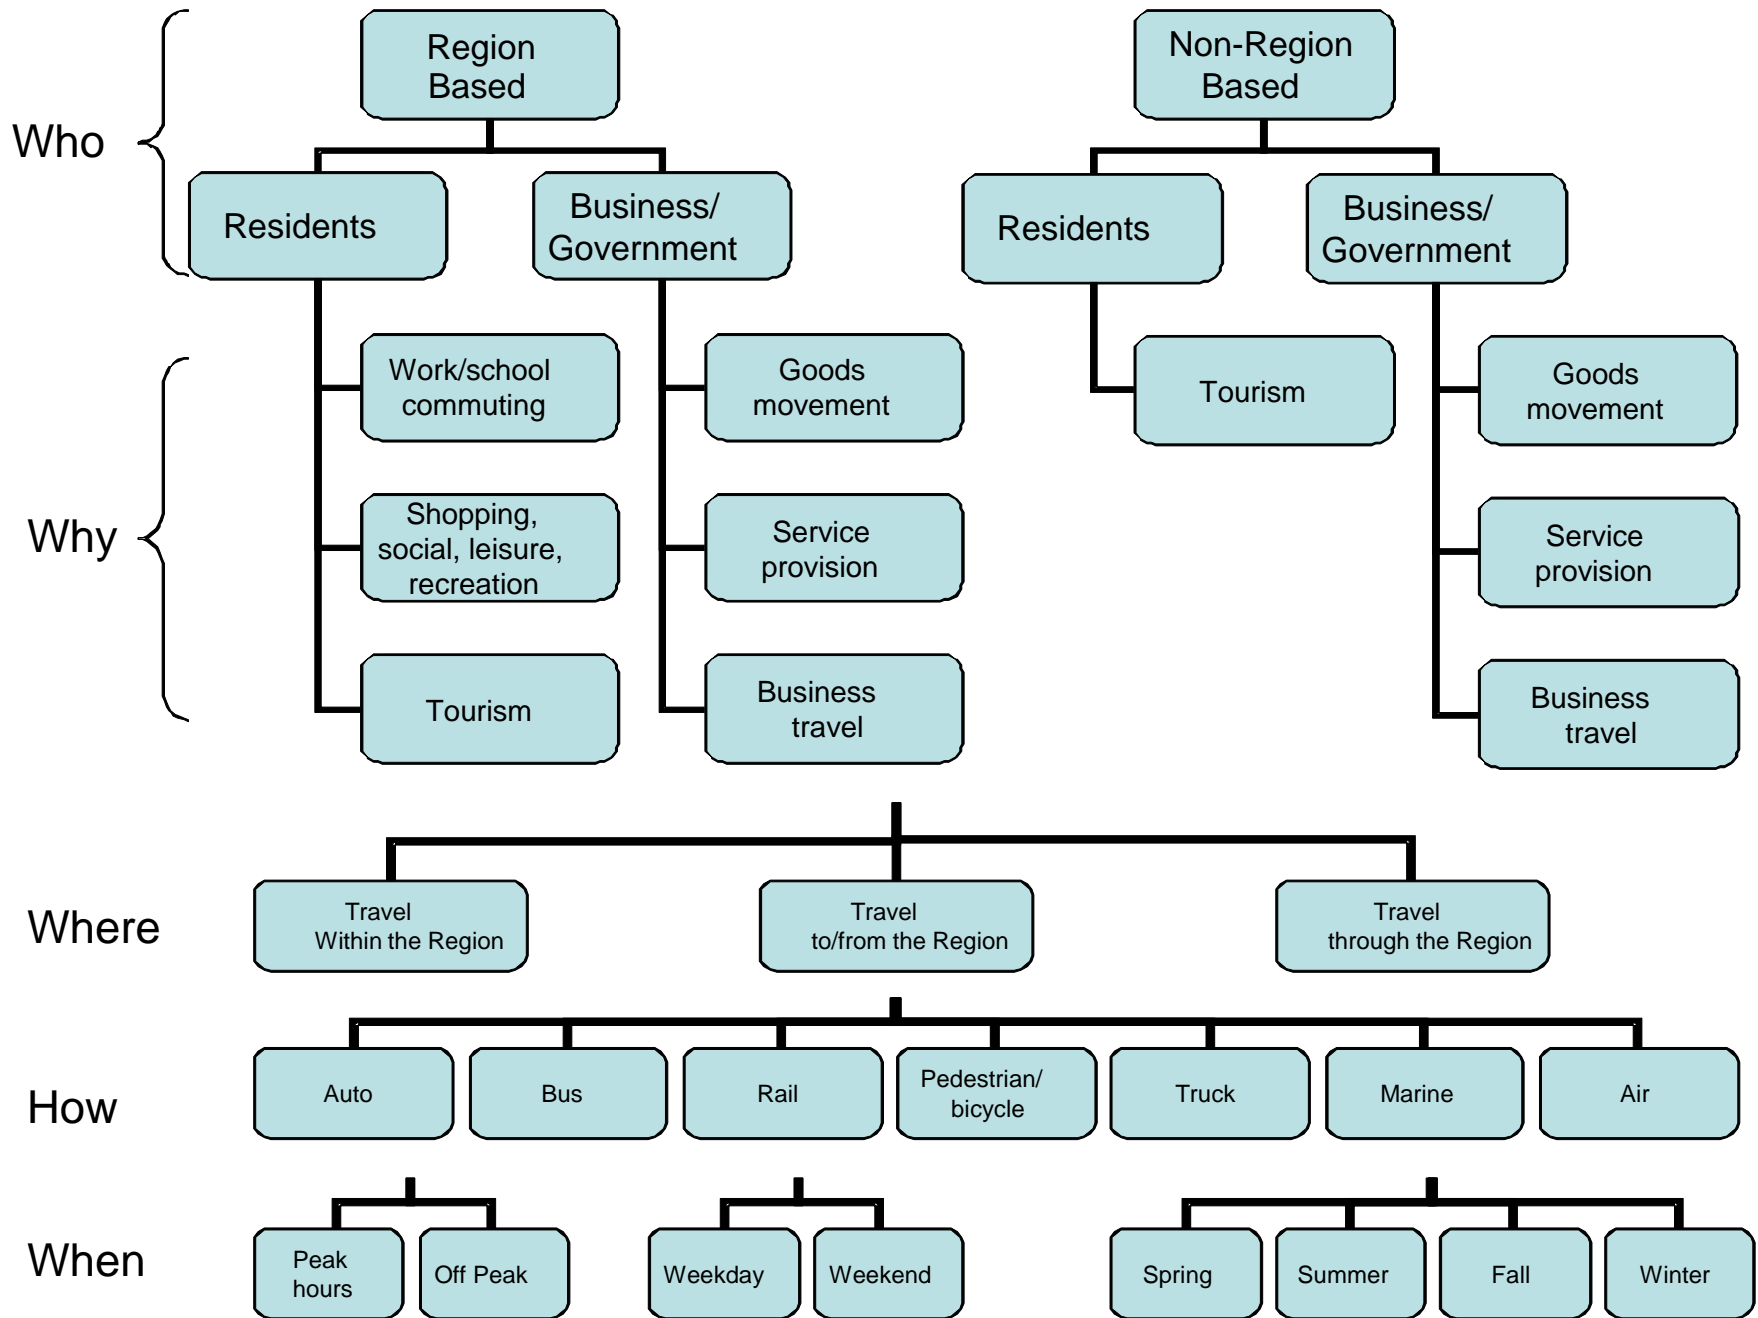 Region
Based
Non-Region
Based
Who
Residents
Business/
Government
Residents
Business/
Government
Work/school
commuting
Goods
movement
Tourism
Goods
movement
Why
Shopping,
social, leisure,
recreation
Service
provision
Service
provision
Tourism
Business
travel
Business
travel
Where
Travel
Within the Region
Travel
to/from the Region
Travel
through the Region
How
Auto
Bus
Rail
Pedestrian/
bicycle
Truck
Marine
Air
When
Peak
hours
Off Peak
Weekday
Weekend
Spring
Summer
Fall
Winter